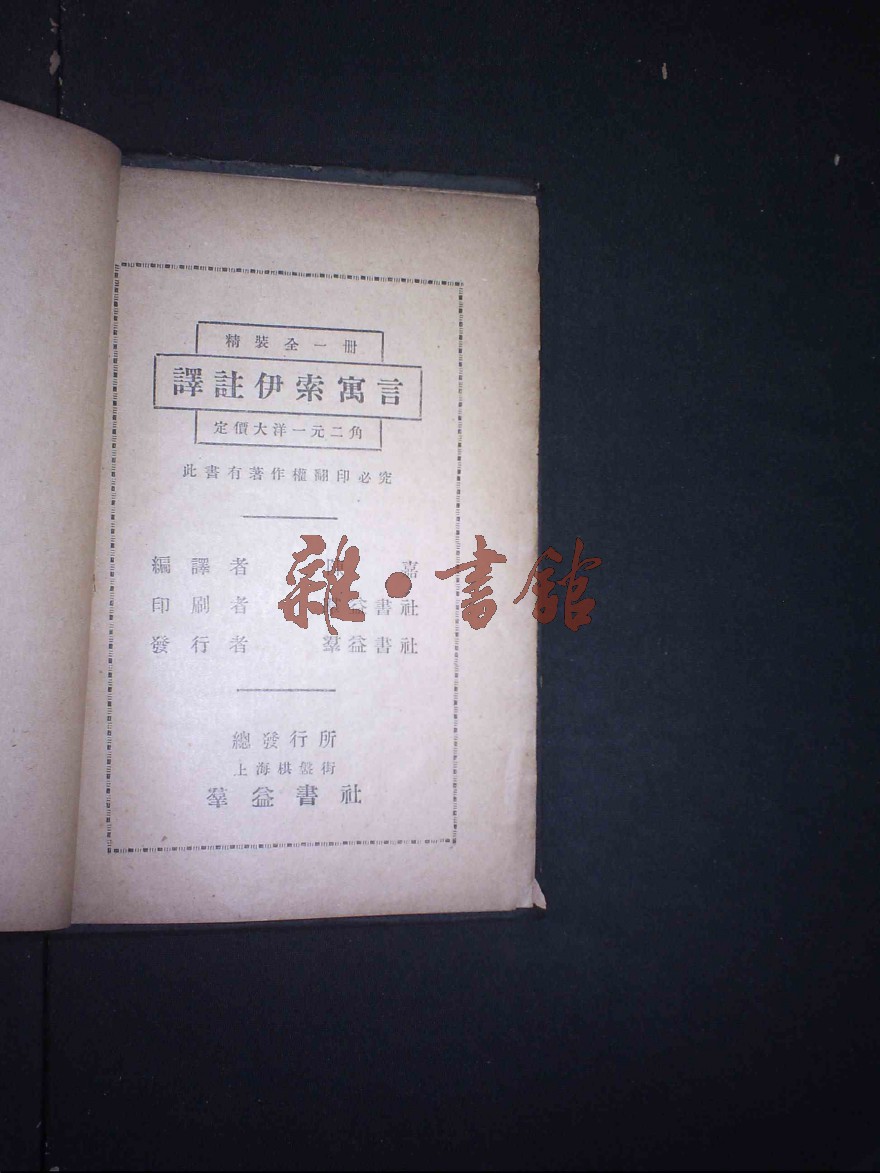 精裝全一冊
譯註伊索寓言
定價大洋一元二角
此書有著作權翻印必究
編譯者 嘉
印刷者 益書社
發行者 羣益書社
雜·書館
總發行所
上海棋盤街
羣益書社